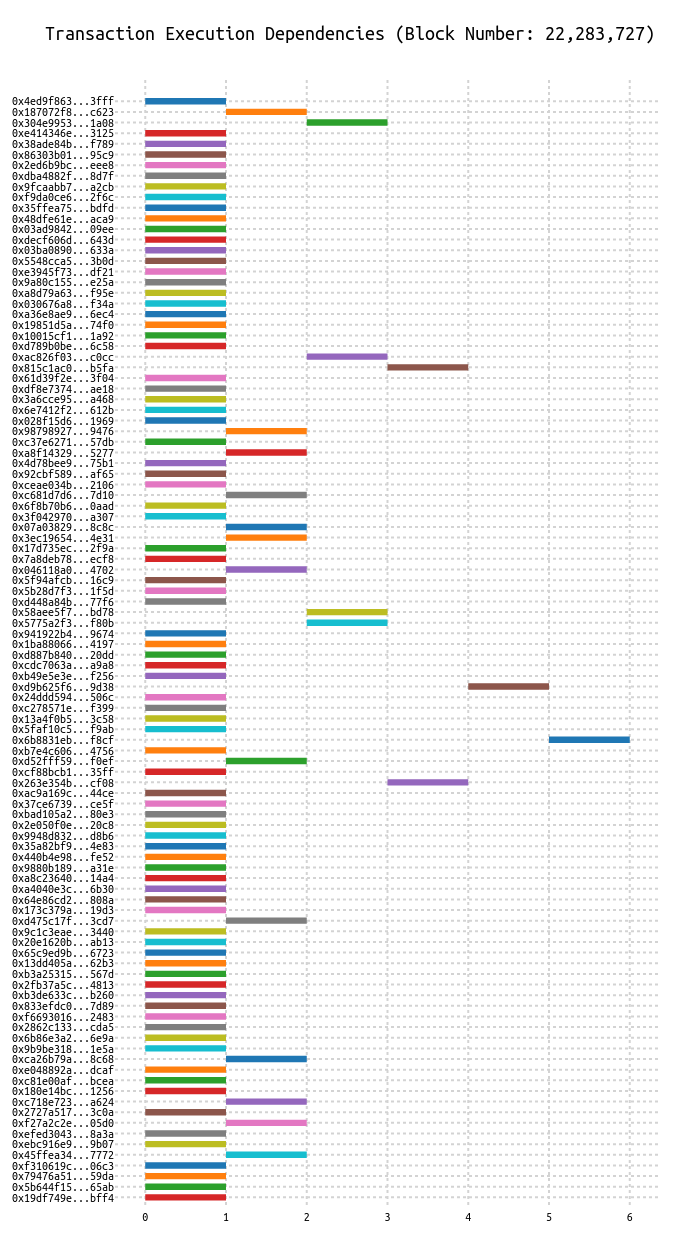 Transaction Execution Dependencies (Block Number: 22,283,727)
0x4ed9f863...3fff
0x187072f8...c623
0x304e9953...1a08
0xe414346e...3125
0x38ade84b...f789
0x86303b01...95c9
0x2ed6b9bc...eee8
0xdba4882f...8d7f
0x9fcaabb7...a2cb
0xf9da0ce6...2f6c
0x35ffea75...bdfd
0x48dfe61e...aca9
0x03ad9842...09ee
0xdecf606d...643d
0x03ba0890...633a
0x5548cca5...3b0d
0xe3945f73...df21
0x9a80c155...e25a
0xa8d79a63...f95e
0x030676a8...f34a
0xa36e8ae9...6ec4
0x19851d5a...74f0
0x10015cf1...1a92
0xd789b0be...6c58
0xac826f03...c0cc
0x815c1ac0...b5fa
0x61d39f2e...3f04
0xdf8e7374...ae18
0x3a6cce95...a468
0x6e7412f2...612b
0x028f15d6...1969
0x98798927...9476
0xc37e6271...57db
0xa8f14329...5277
0x4d78bee9...75b1
0x92cbf589...af65
0xceae034b...2106
0xc681d7d6...7d10
0x6f8b70b6...0aad
0x3f042970...a307
0x07a03829...8c8c
0x3ec19654...4e31
0x17d735ec...2f9a
0x7a8deb78...ecf8
0x046118a0...4702
0x5f94afcb...16c9
0x5b28d7f3...1f5d
0xd448a84b...77f6
0x58aee5f7...bd78
0x5775a2f3...f80b
0x941922b4...9674
0x1ba88066...4197
0xd887b840...20dd
0xcdc7063a...a9a8
0xb49e5e3e...f256
0xd9b625f6...9d38
0x24ddd594...506c
0xc278571e...f399
0x13a4f0b5...3c58
0x5faf10c5...f9ab
0x6b8831eb...f8cf
0xb7e4c606...4756
0xd52fff59...f0ef
0xcf88bcb1...35ff
0x263e354b...cf08
0xac9a169c...44ce
0x37ce6739...ce5f
0xbad105a2...80e3
0x2e050f0e...20c8
0x9948d832...d8b6
0x35a82bf9...4e83
0x440b4e98...fe52
0x9880b189...a31e
0xa8c23640...14a4
0xa4040e3c...6b30
0x64e86cd2...808a
0x173c379a...19d3
0xd475c17f...3cd7
0x9c1c3eae...3440
0x20e1620b...ab13
0x65c9ed9b...6723
0x13dd405a...62b3
0xb3a25315...567d
0x2fb37a5c...4813
0xb3de633c...b260
0x833efdc0...7d89
0xf6693016...2483
0x2862c133...cda5
0x6b86e3a2...6e9a
0x9b9be318...1e5a
0xca26b79a...8c68
0xe048892a...dcaf
0xc81e00af...bcea
0x180e14bc...1256
0xc718e723...a624
0x2727a517...3c0a
0xf27a2c2e...05d0
0xefed3043...8a3a
0xebc916e9...9b07
0x45ffea34...7772
0xf310619c...06c3
0x79476a51...59da
0x5b644f15...65ab
0x19df749e...bff4
0 1 2 3 4 5 6